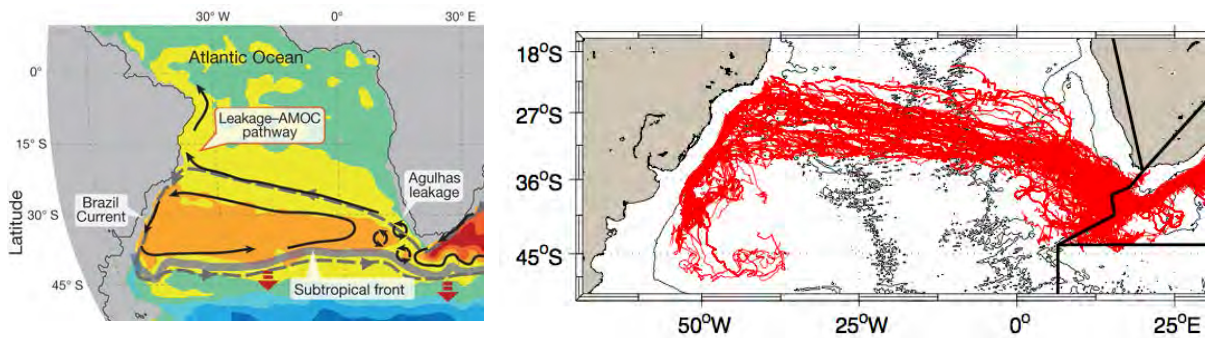 30° W 0° 30° E
Atlantic Ocean
0°
Leakage–AMOC
pathway
15° S
Agulhas
leakage
Brazil
Current
Latitude
30° S
Subtropical front
45° S
18°S
27°S
36°S
45°S
50°W 25°W 0° 25°E